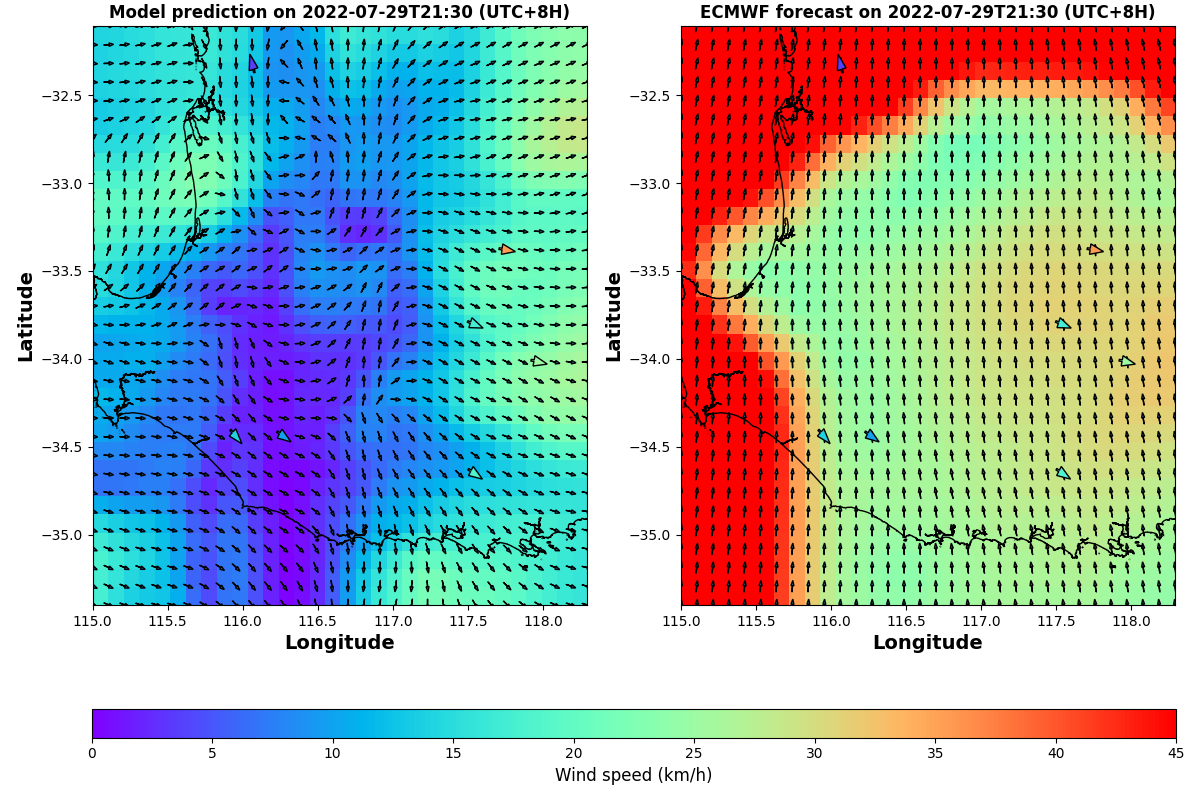 Model prediction on 2022-07-29T21:30 (UTC+8H)
ECMWF forecast on 2022-07-29T21:30 (UTC+8H)
Latitude
−32.5
−33.0
−33.5
−34.0
−34.5
−35.0
115.0 115.5 116.0 116.5 117.0 117.5 118.0
Longitude
Latitude
−32.5
−33.0
−33.5
−34.0
−34.5
−35.0
115.0 115.5 116.0 116.5 117.0 117.5 118.0
Longitude
0 5 10 15 20 25 30 35 40 45
Wind speed (km/h)